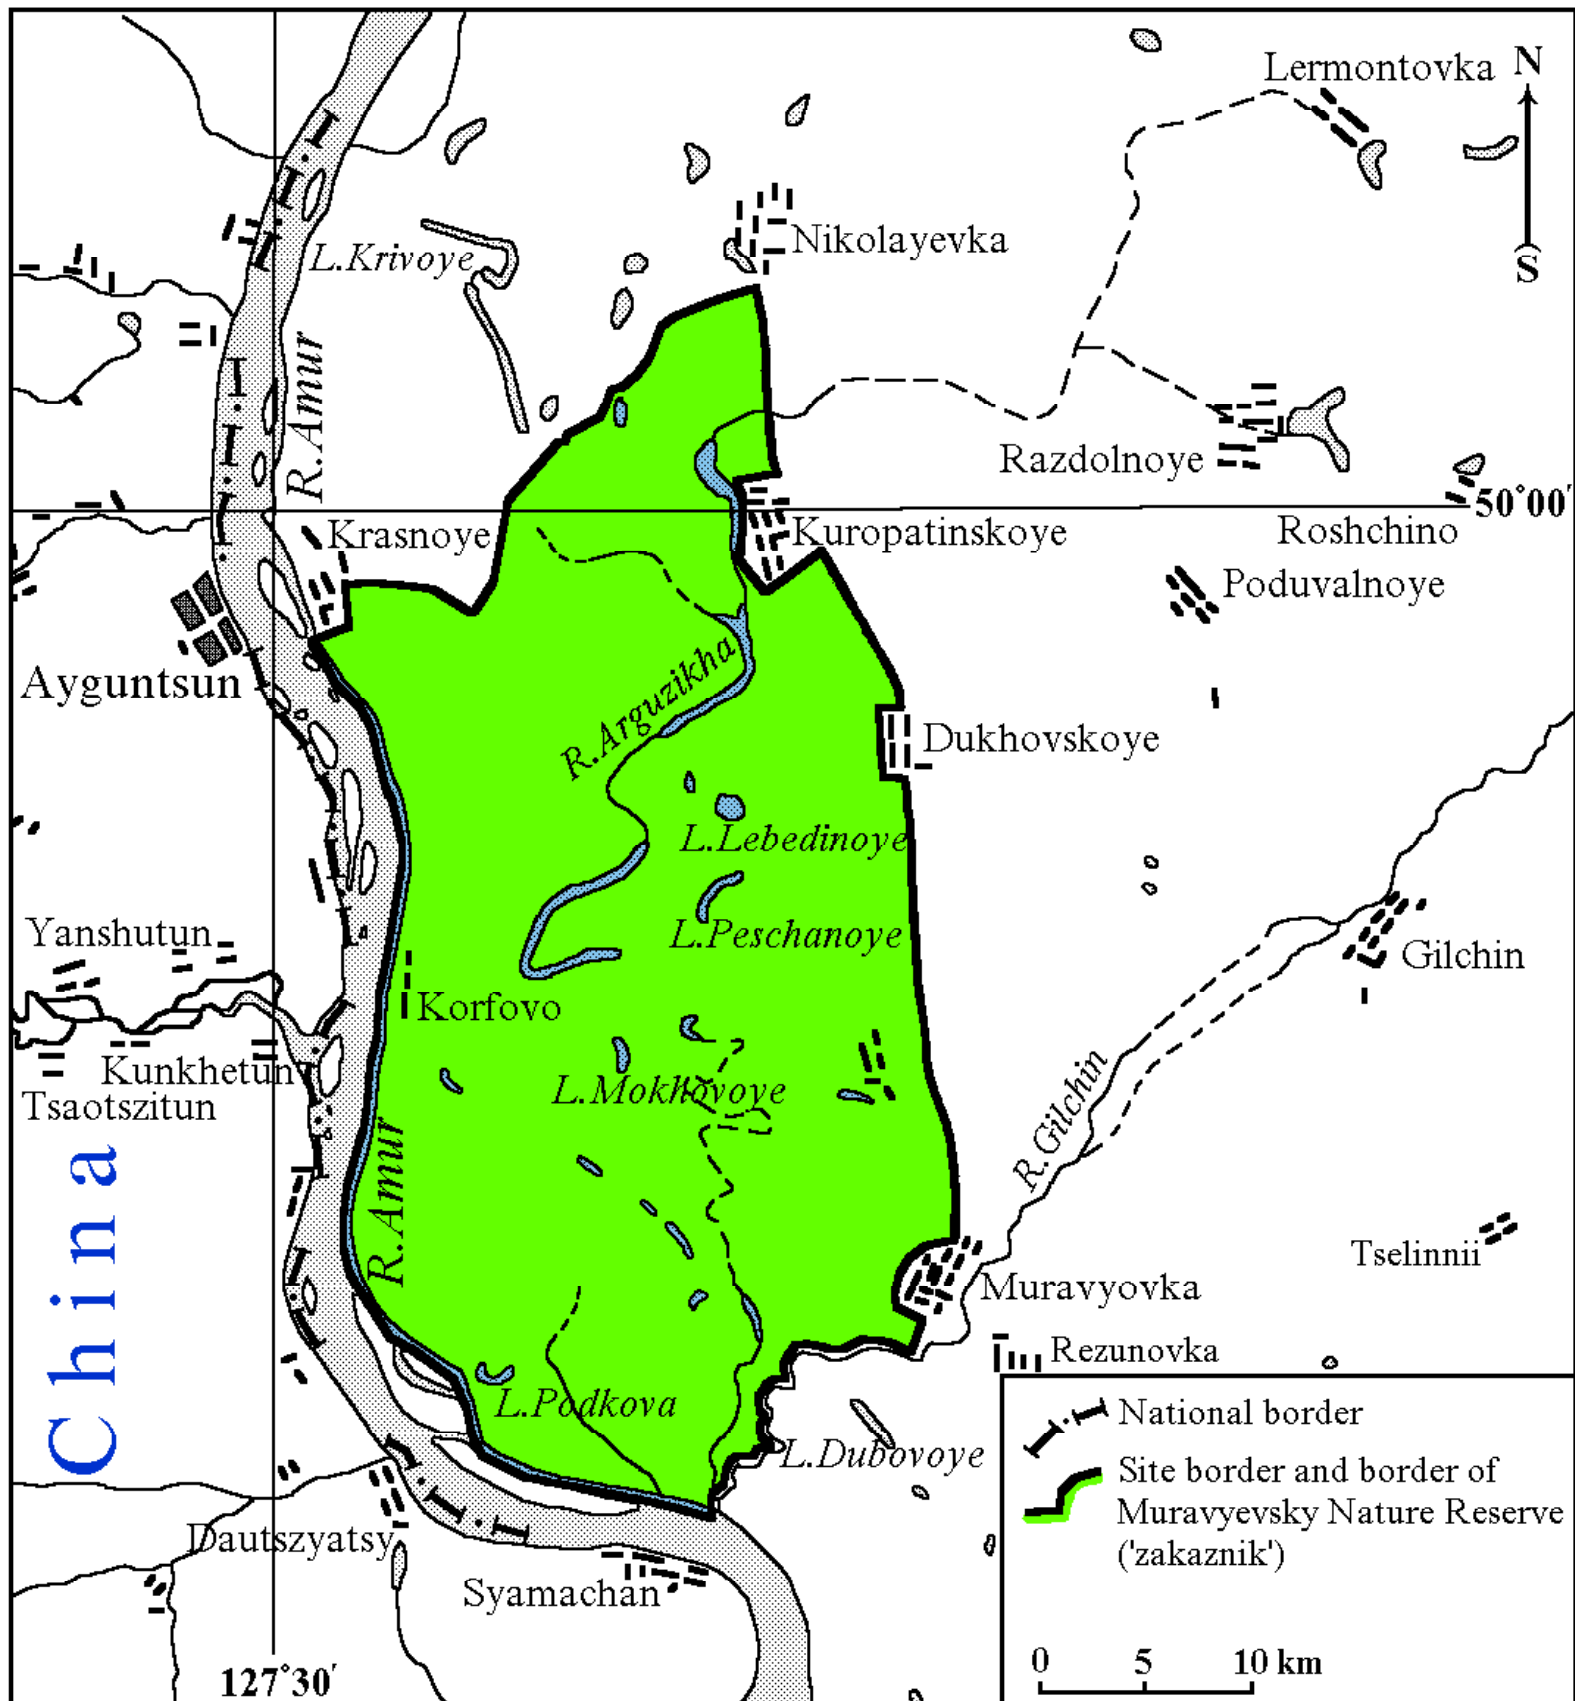 Lermontovka
N
Nikolayevka
L.Krivoye
S
R.Amur
Razdolnoye
50°00'
Krasnoye
Kuropatinskoye
Roshchino
Poduvalnoye
Ayguntsun
R.Arguzikha
Dukhovskoye
L.Lebedinoye
Yanshutun
L.Peschanoye
Gilchin
Korfovo
Kunkhetun
L.Mokhovoye
Tsaotszitun
R.Gilchin
China
R.Amur
Tselinnii
Muravyovka
Rezunovka
L.Podkova
L.Dubovoye
National border
Site border and border of
Muravyevsky Nature Reserve
('zakaznik')
Dautszyatsy
Syamachan
127°30'
0 5 10 km